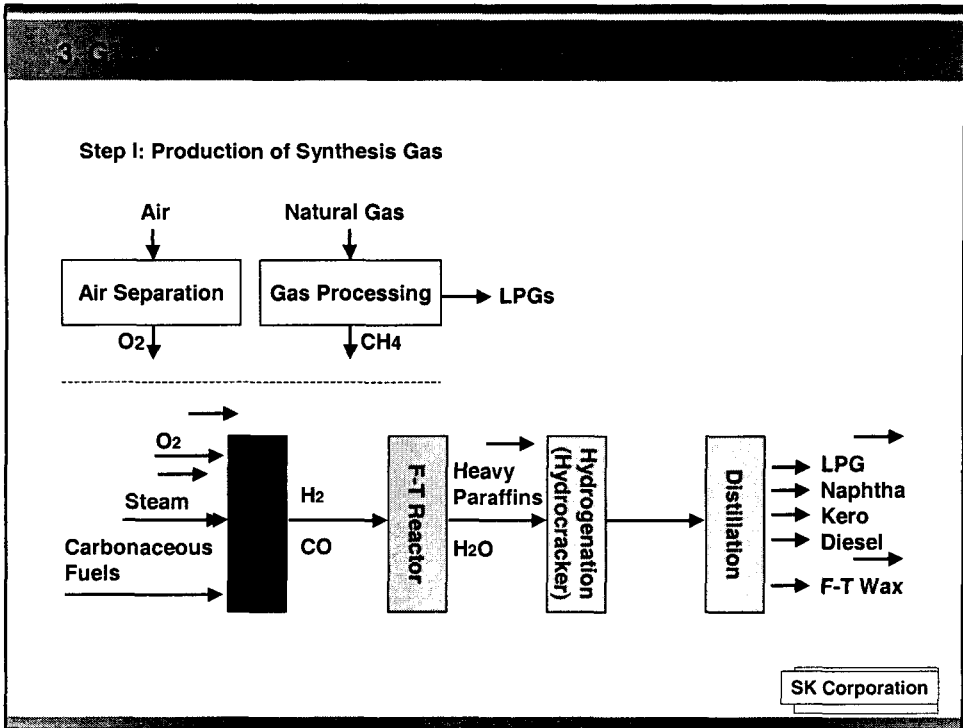 3 G
Step I: Production of Synthesis Gas
Air
Natural Gas
Air Separation
Gas Processing
LPGs
O2
CH4
O2
Steam
Carbonaceous
Fuels
H2
CO
F-T Reactor
Heavy
Paraffins
H2O
Hydrogenation
(Hydrocracker)
Distillation
LPG
Naphtha
Kero
Diesel
F-T Wax
SK Corporation